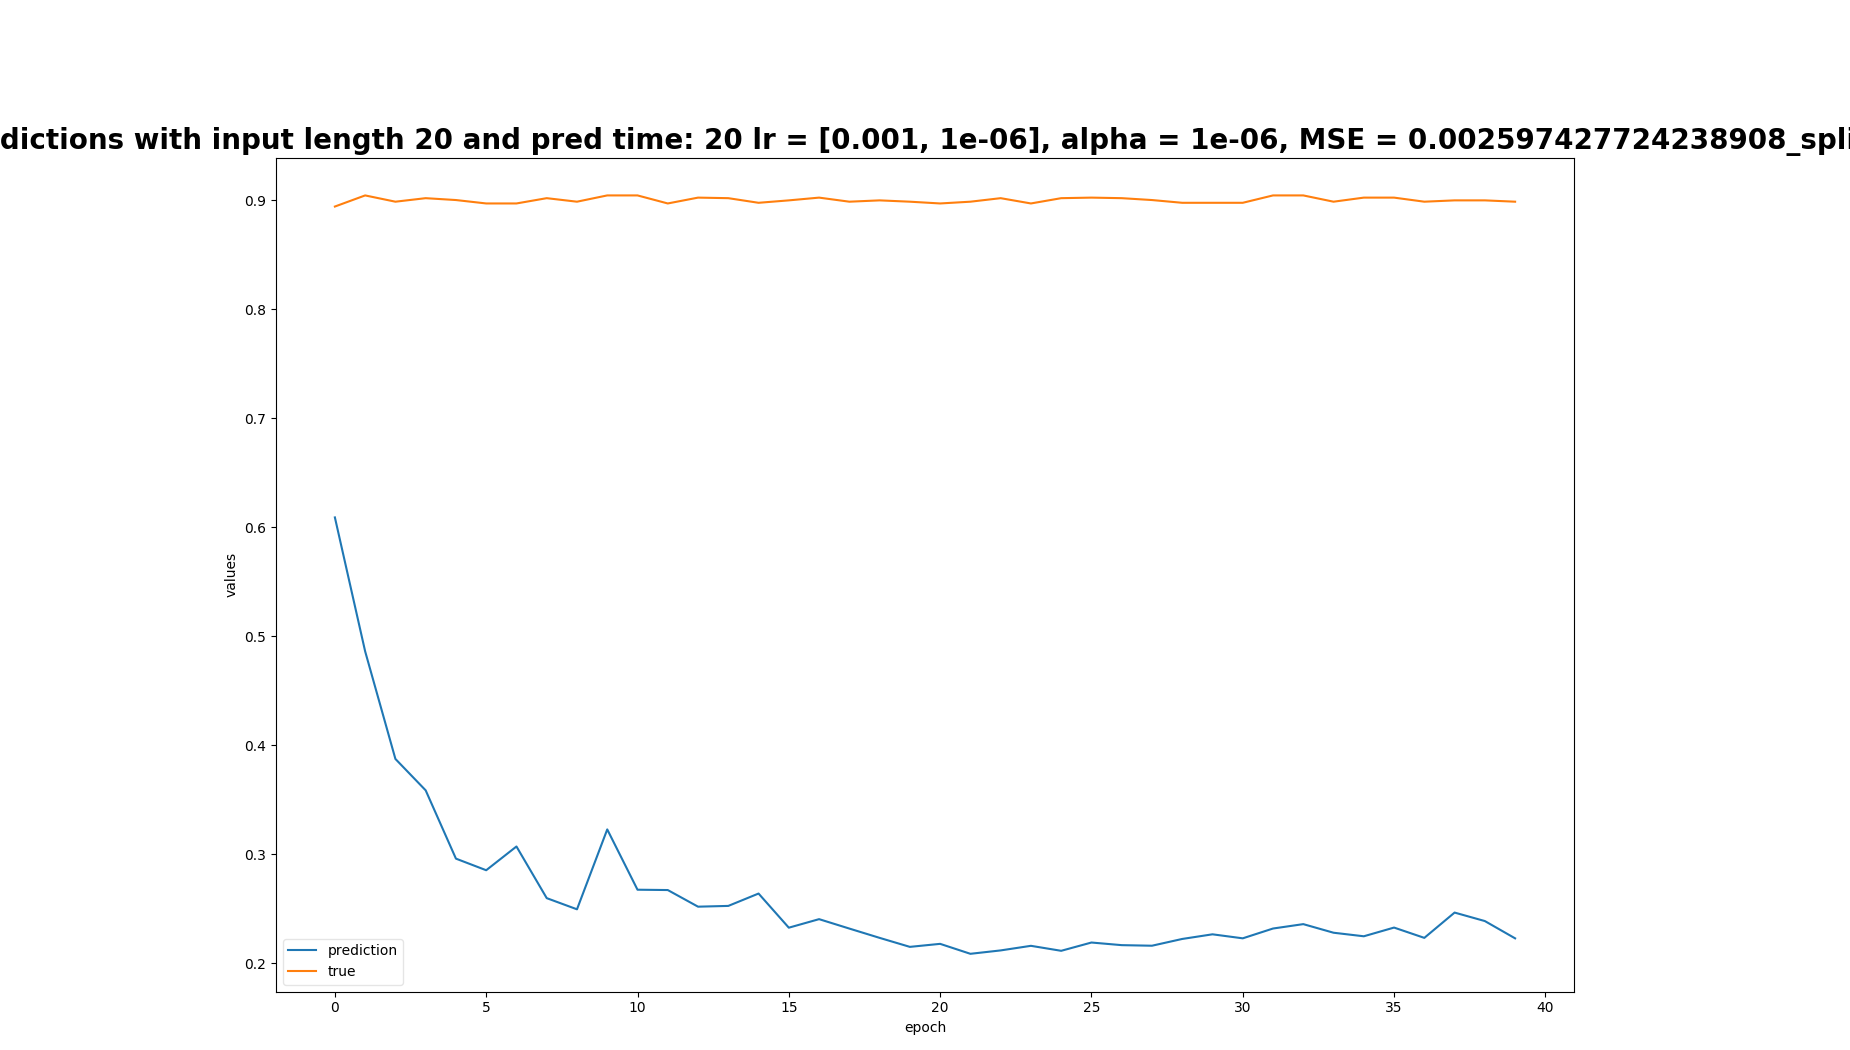 dictions with input length 20 and pred time: 20 lr = [0.001, 1e-06], alpha = 1e-06, MSE = 0.002597427724238908_spli
0.9
0.8
0.7
0.6
0.5
0.4
0.3
0.2
values
prediction
true
0 5 10 15 20 25 30 35 40
epoch